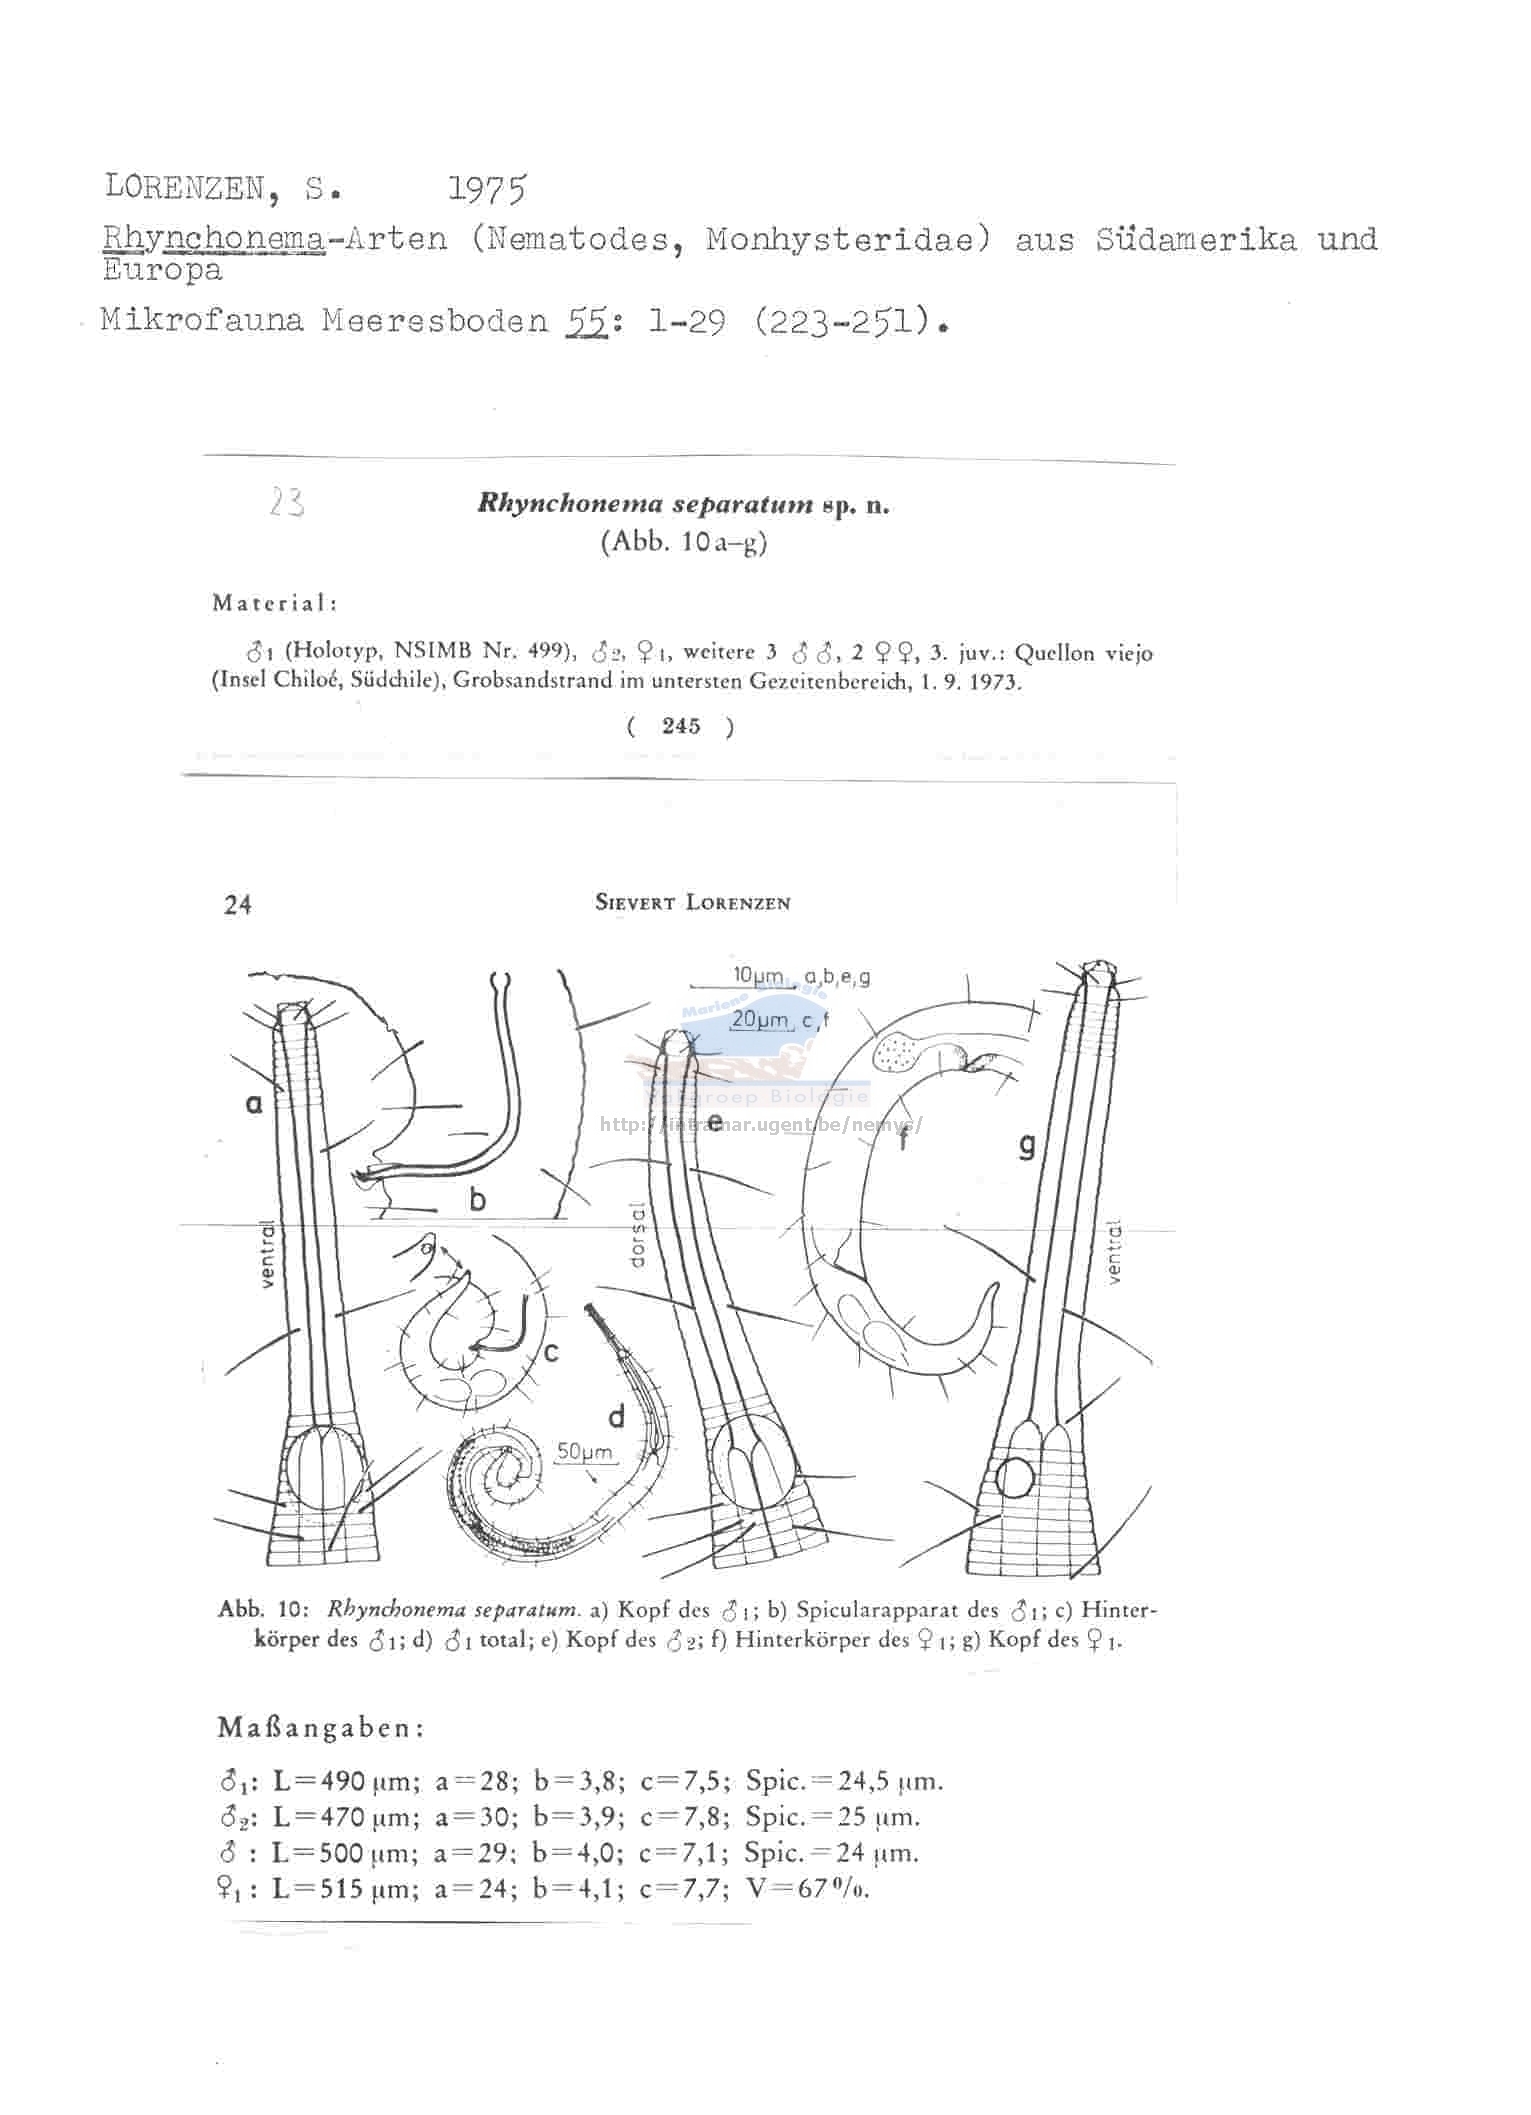 LORENZEN, S. 1975
Rhynchonema-Arten (Nematodes, Monhysteridae) aus Südamerika und
Europa
Mikrofauna Meeresboden 55: 1-29 (223-251).
23
Rhynchonema separatum sp. n.
(Abb. 10 a–g)
Material:
♂1 (Holotyp, NSIMB Nr. 499), ♂2, ♀1, weitere 3 ♂♂, 2 ♀♀, 3. juv.: Quellon viejo
(Insel Chiloé, Südchile), Grobsandstrand im untersten Gezeitenbereich, 1. 9. 1973.
( 245 )
24
SIEVERT LORENZEN
10µm a,b,e,g
Mariene Biologie
20µm c,f
Biologie
http://intramar.ugent.be/nemys/
a
b
c
d
e
f
g
ventral
dorsal
ventral
50µm
Abb. 10: Rhynchonema separatum. a) Kopf des ♂1; b) Spicularapparat des ♂1; c) Hinter-
körper des ♂1; d) ♂1 total; e) Kopf des ♂2; f) Hinterkörper des ♀1; g) Kopf des ♀1.
Maßangaben:
♂1: L=490 µm; a=28; b=3,8; c=7,5; Spic.=24,5 µm.
♂2: L=470 µm; a=30; b=3,9; c=7,8; Spic.=25 µm.
♂ : L=500 µm; a=29; b=4,0; c=7,1; Spic.=24 µm.
♀1: L=515 µm; a=24; b=4,1; c=7,7; V=67%.